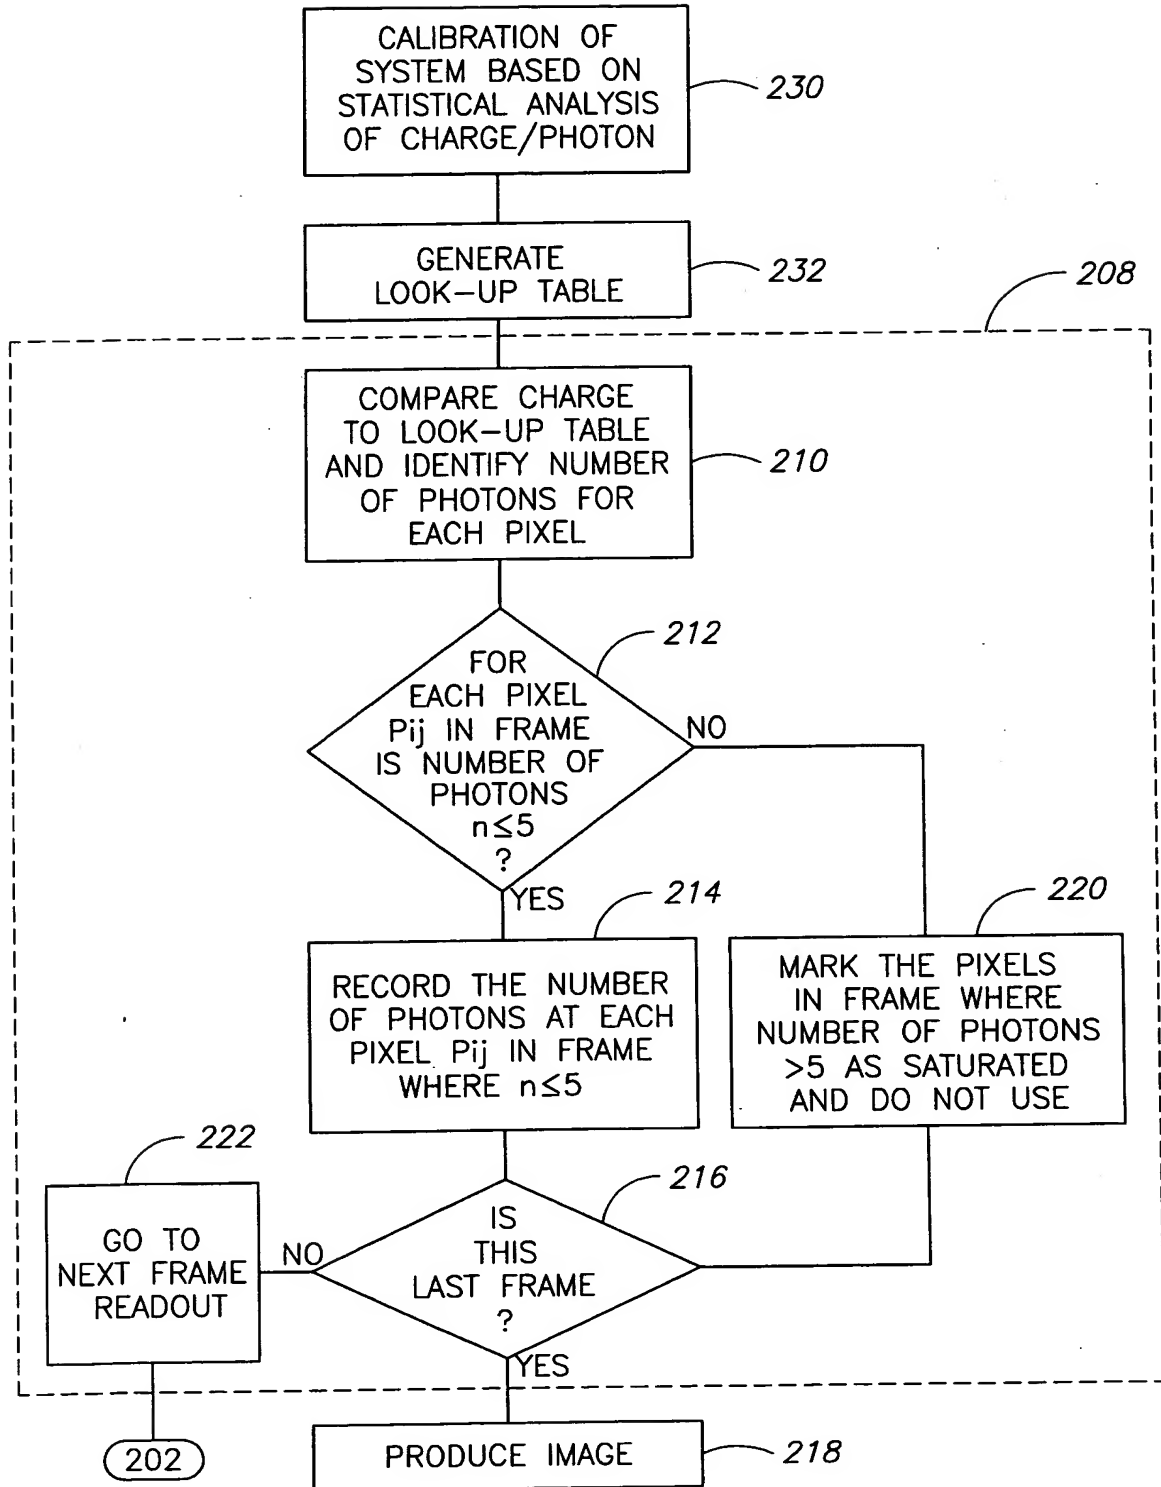 CALIBRATION OF
SYSTEM BASED ON
STATISTICAL ANALYSIS
OF CHARGE/PHOTON
230
GENERATE
LOOK-UP TABLE
232
208
COMPARE CHARGE
TO LOOK-UP TABLE
AND IDENTIFY NUMBER
OF PHOTONS FOR
EACH PIXEL
210
212
FOR
EACH PIXEL
Pij IN FRAME
IS NUMBER OF
PHOTONS
n≤5
?
NO
YES
214
RECORD THE NUMBER
OF PHOTONS AT EACH
PIXEL Pij IN FRAME
WHERE n≤5
220
MARK THE PIXELS
IN FRAME WHERE
NUMBER OF PHOTONS
>5 AS SATURATED
AND DO NOT USE
222
GO TO
NEXT FRAME
READOUT
NO
216
IS
THIS
LAST FRAME
?
YES
202
PRODUCE IMAGE
218